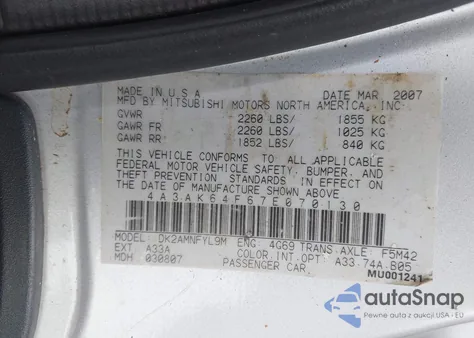 MADE IN U.S.A DATE MAR 2007
MFD BY MITSUBISHI MOTORS NORTH AMERICA, INC.
GVWR 2260 LBS/ 1855 KG
GAWR FR 2260 LBS/ 1025 KG
GAWR RR 1852 LBS/ 840 KG
THIS VEHICLE CONFORMS TO ALL APPLICABLE
FEDERAL MOTOR VEHICLE SAFETY, BUMPER, AND
THEFT PREVENTION STANDARDS IN EFFECT ON THE
DATE OF MANUFACTURE SHOWN ABOVE
4A3AK64F67E070130
MODEL DK2AMNFYL9M ENG 4G69 TRANS.AXLE F5M42
EXT A33A COLOR.INT.OPT A33 74A B05
MDH 030807 PASSENGER CAR MU001241
autoSnap
Pewne auto z aukcji USA - EU